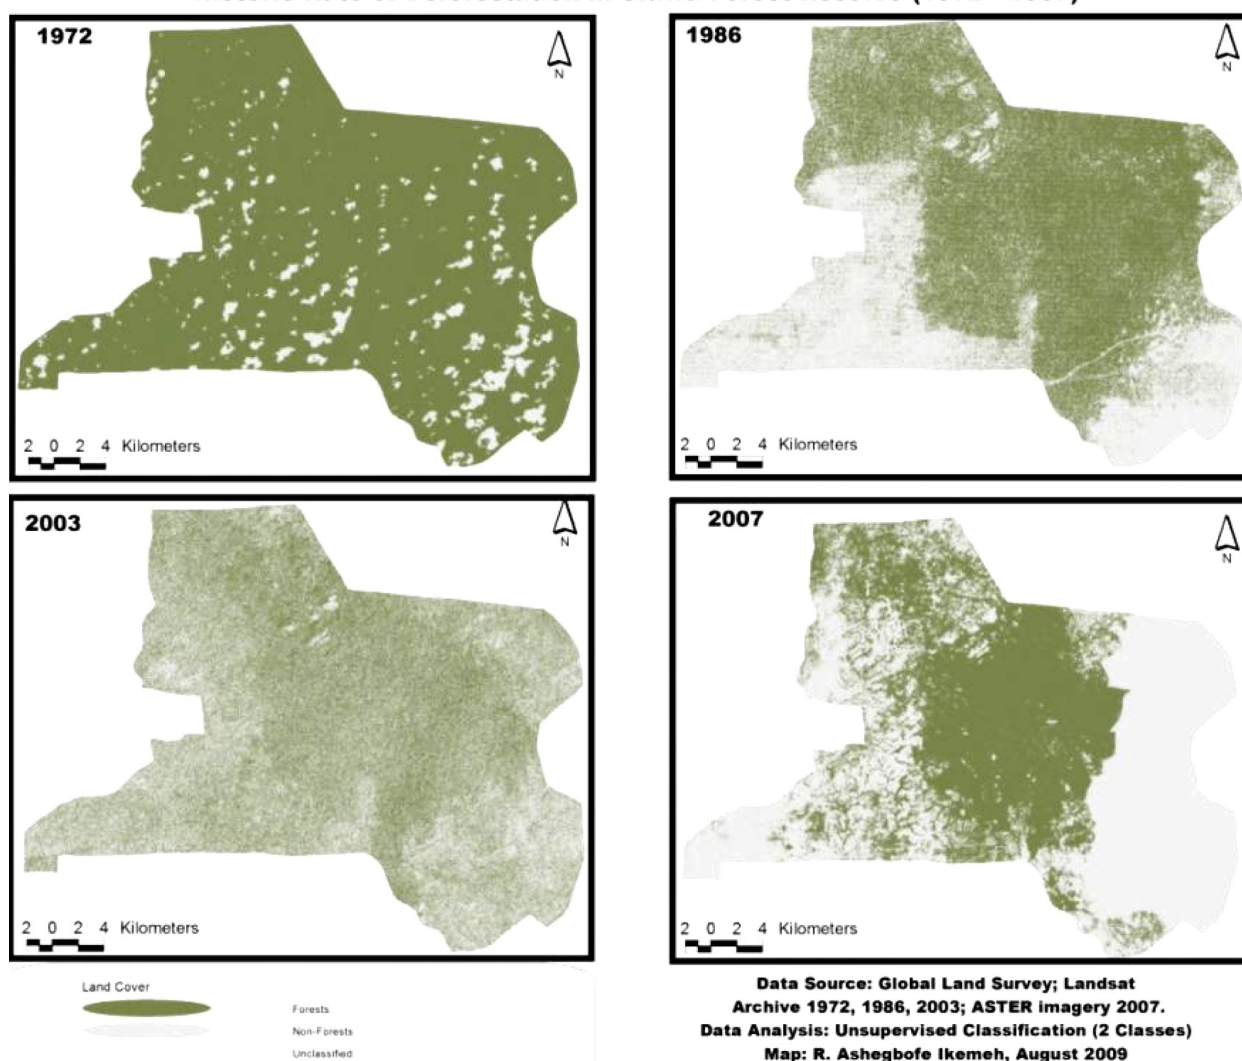 1972
N
2 0 2 4 Kilometers
1986
N
2 0 2 4 Kilometers
2003
N
2 0 2 4 Kilometers
2007
N
2 0 2 4 Kilometers
Land Cover
Forests
Non-Forests
Unclassified
Data Source: Global Land Survey; Landsat
Archive 1972, 1986, 2003; ASTER imagery 2007.
Data Analysis: Unsupervised Classification (2 Classes)
Map: R. Ashegbofe Ikemeh, August 2009